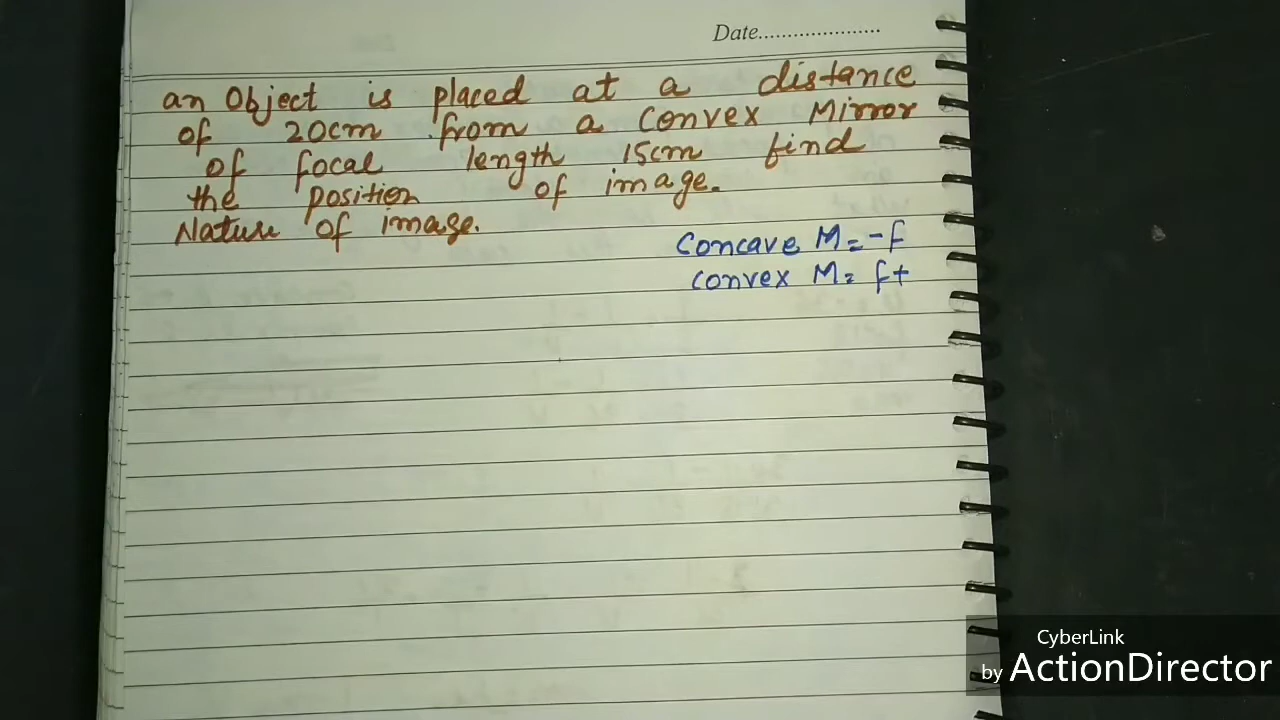 Date.....................
an Object is placed at a distance
of 20cm from a convex Mirror
of focal length 15cm find
the position of image.
Nature of image.
Concave M = -f
convex M = f+
CyberLink
by ActionDirector